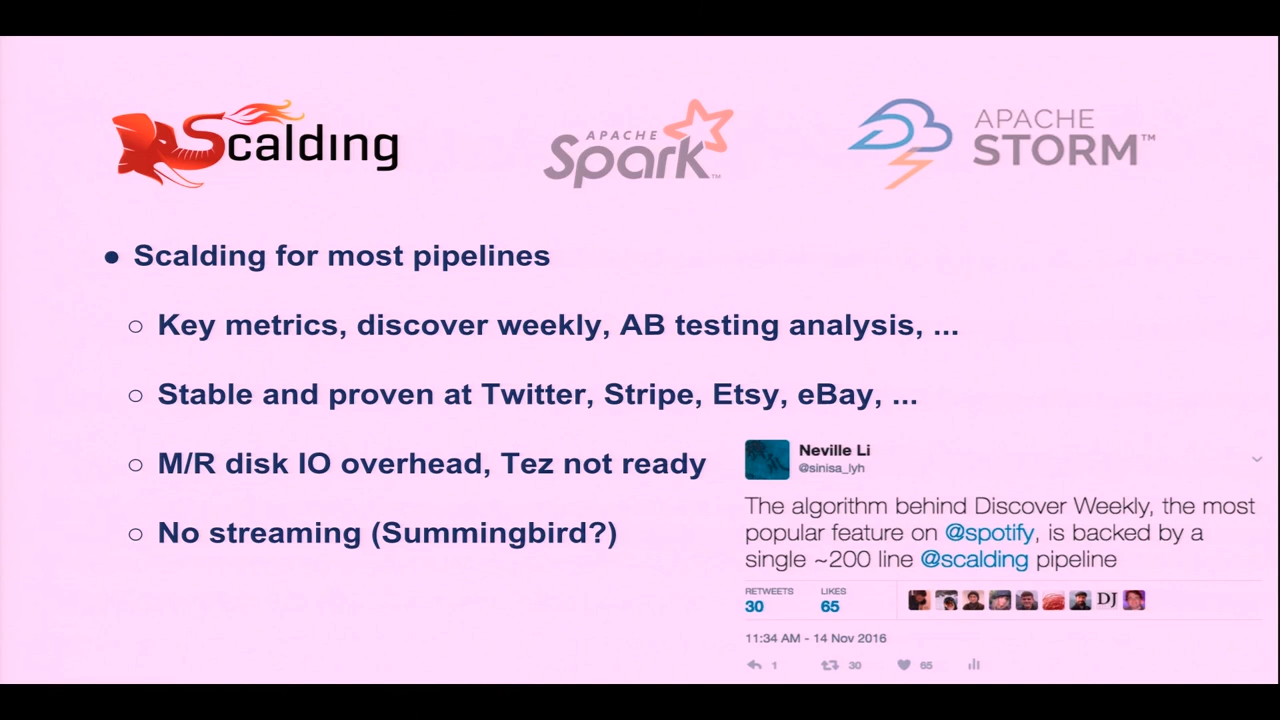 Scalding
APACHE
Spark™
APACHE
STORM™
● Scalding for most pipelines
○ Key metrics, discover weekly, AB testing analysis, ...
○ Stable and proven at Twitter, Stripe, Etsy, eBay, ...
○ M/R disk IO overhead, Tez not ready
○ No streaming (Summingbird?)
Neville Li
@sinisa_lyh
The algorithm behind Discover Weekly, the most
popular feature on @spotify, is backed by a
single ~200 line @scalding pipeline
RETWEETS LIKES
30 65
DJ
11:34 AM - 14 Nov 2016
1 30 65